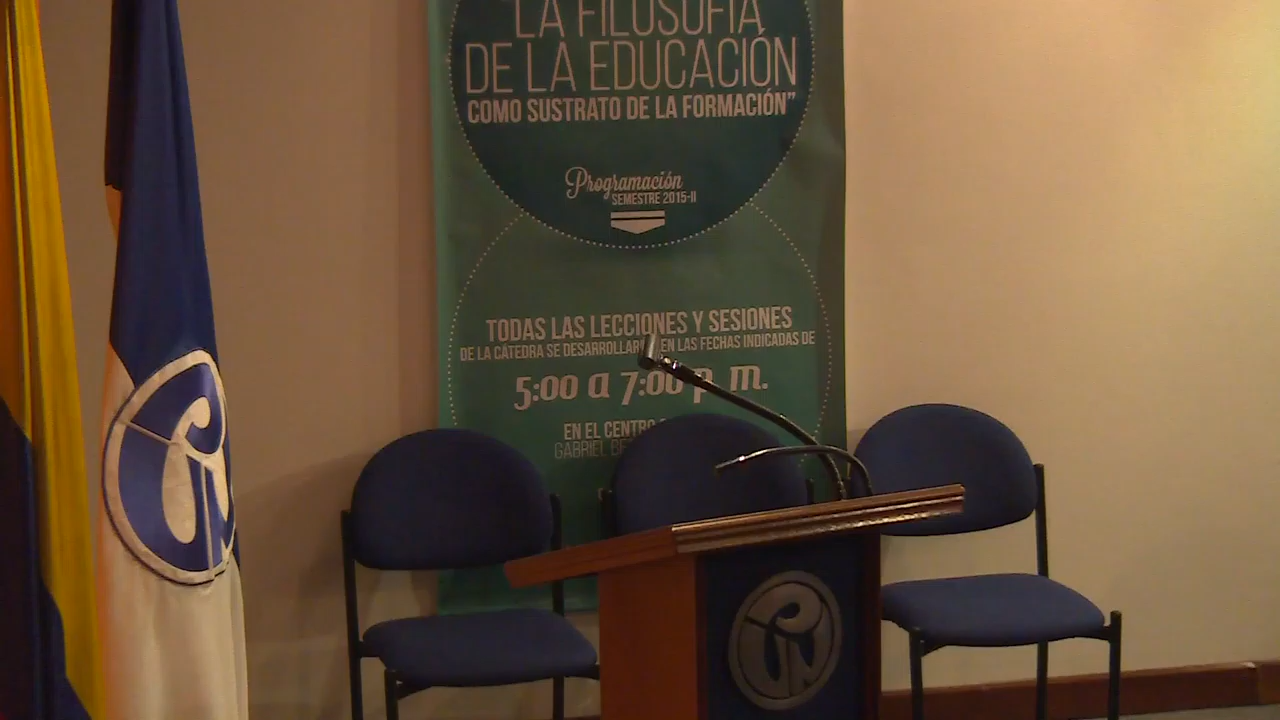 "LA FILOSOFÍA
DE LA EDUCACIÓN
COMO SUSTRATO DE LA FORMACIÓN"
Programación
SEMESTRE 2015-II
TODAS LAS LECCIONES Y SESIONES
DE LA CÁTEDRA SE DESARROLLAR EN LAS FECHAS INDICADAS DE
5:00 a 7:00 p. m.
EN EL CENTRO
GABRIEL